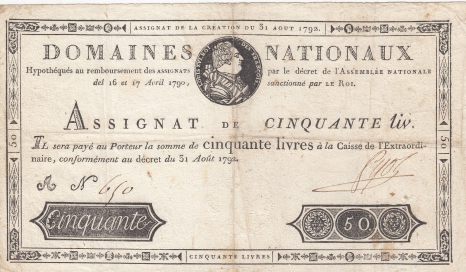 ASSIGNAT DE LA CREATION DU 31 AOUT 1792.
DOMAINES NATIONAUX
Hypothéqués au remboursement des ASSIGNATS par le décret de l'ASSEMBLÉE NATIONALE
del 16 et 17 Avril 1790, sanctionné par LE ROI.
ASSIGNAT DE CINQUANTE liv.
IL sera payé au Porteur la somme de cinquante livres à la Caisse de l'Extraordi-
naire, conformément au décret du 31 Août 1792.
A N° 650
Cinquante
50
CINQUANTE LIVRES
50
50